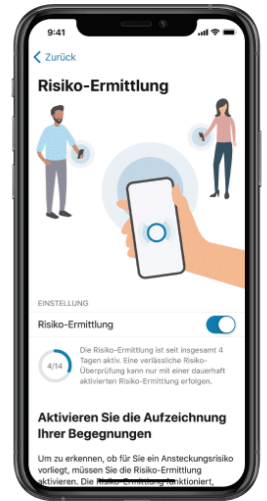 9:41
Zurück
Risiko-Ermittlung
EINSTELLUNG
Risiko-Ermittlung
4/14
Die Risiko-Ermittlung ist seit insgesamt 4
Tagen aktiv. Eine verlässliche Risiko-
Überprüfung kann nur mit einer dauerhaft
aktivierten Risiko-Ermittlung erfolgen.
Aktivieren Sie die Aufzeichnung
Ihrer Begegnungen
Um zu erkennen, ob für Sie ein Ansteckungsrisiko
vorliegt, müssen Sie die Risiko-Ermittlung
aktivieren. Die Risiko-Ermittlung funktioniert,